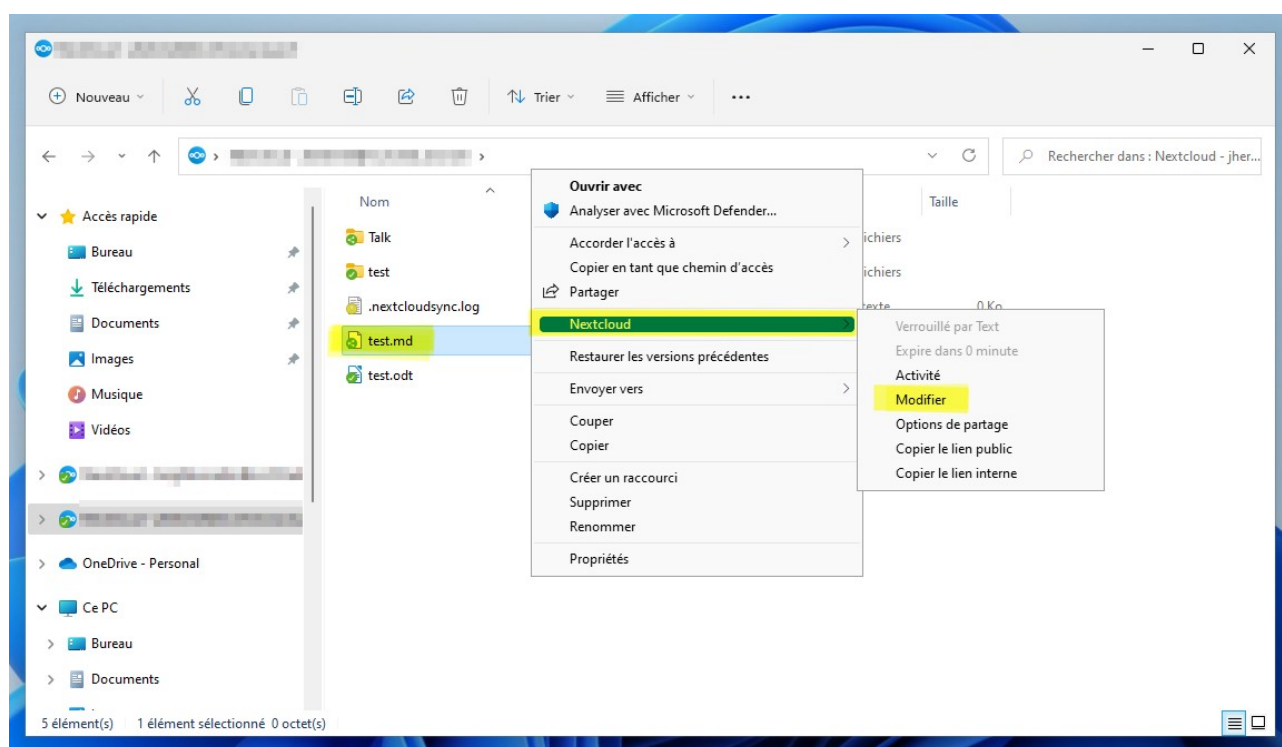 Nouveau
Trier
Afficher
Rechercher dans : Nextcloud - jher...
Accès rapide
Bureau
Téléchargements
Documents
Images
Musique
Vidéos
OneDrive - Personal
Ce PC
Bureau
Documents
Nom
Taille
Talk
ichiers
test
ichiers
.nextcloudsync.log
texte
0 Ko
test.md
test.odt
Ouvrir avec
Analyser avec Microsoft Defender...
Accorder l'accès à
Copier en tant que chemin d'accès
Partager
Nextcloud
Restaurer les versions précédentes
Envoyer vers
Couper
Copier
Créer un raccourci
Supprimer
Renommer
Propriétés
Verrouillé par Text
Expire dans 0 minute
Activité
Modifier
Options de partage
Copier le lien public
Copier le lien interne
5 élément(s)
1 élément sélectionné 0 octet(s)